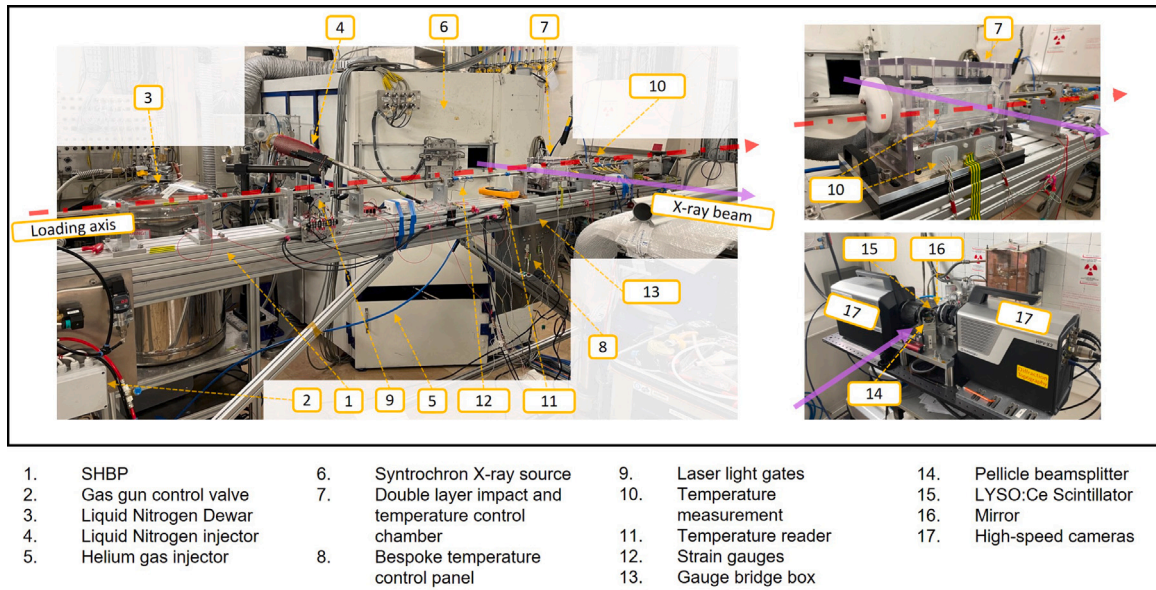 4
6
7
3
10
Loading axis
X-ray beam
13
8
2
1
9
5
12
11
7
10
15
16
17
17
HPV-X2
14
1. SHBP
2. Gas gun control valve
3. Liquid Nitrogen Dewar
4. Liquid Nitrogen injector
5. Helium gas injector
6. Syntrochron X-ray source
7. Double layer impact and
temperature control
chamber
8. Bespoke temperature
control panel
9. Laser light gates
10. Temperature
measurement
11. Temperature reader
12. Strain gauges
13. Gauge bridge box
14. Pellicle beamsplitter
15. LYSO:Ce Scintillator
16. Mirror
17. High-speed cameras